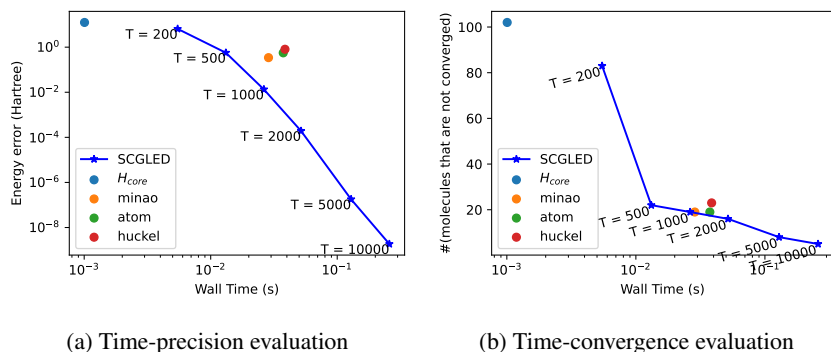 Energy error (Hartree)
10⁰
10⁻²
10⁻⁴
10⁻⁶
10⁻⁸
T = 200
T = 500
T = 1000
T = 2000
T = 5000
T = 10000
SCGLED
H_core
minao
atom
huckel
10⁻³
10⁻²
10⁻¹
Wall Time (s)
(a) Time-precision evaluation
#(molecules that are not converged)
100
80
60
40
20
T = 200
T = 500
T = 1000
T = 2000
T = 5000
T = 10000
SCGLED
H_core
minao
atom
huckel
10⁻³
10⁻²
10⁻¹
Wall Time (s)
(b) Time-convergence evaluation